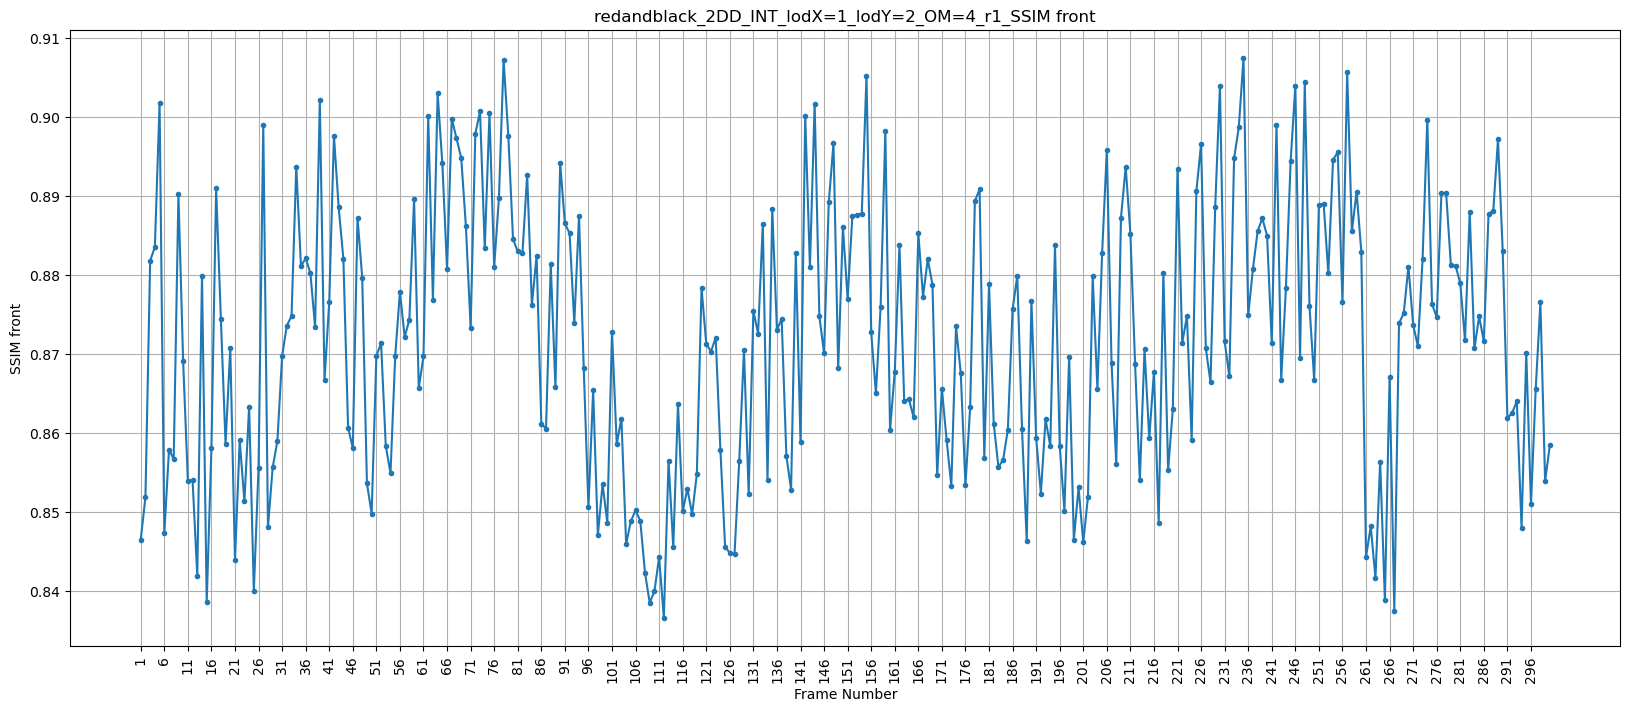 redandblack_2DD_INT_lodX=1_lodY=2_OM=4_r1_SSIM front
SSIM front
0.91
0.90
0.89
0.88
0.87
0.86
0.85
0.84
1 6 11 16 21 26 31 36 41 46 51 56 61 66 71 76 81 86 91 96 101 106 111 116 121 126 131 136 141 146 151 156 161 166 171 176 181 186 191 196 201 206 211 216 221 226 231 236 241 246 251 256 261 266 271 276 281 286 291 296
Frame Number